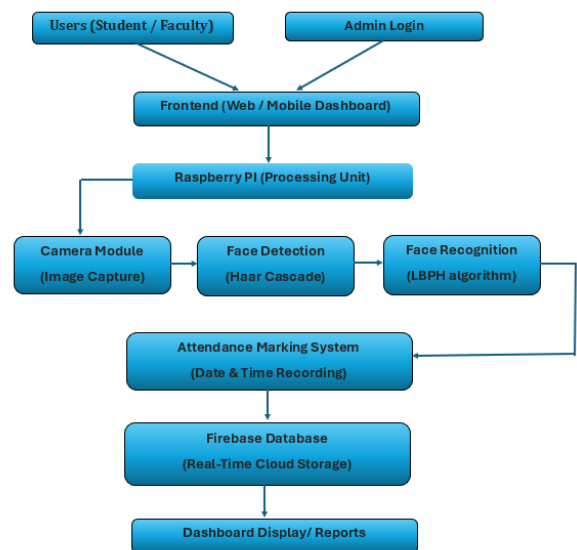 Users (Student / Faculty)
Admin Login
Frontend (Web / Mobile Dashboard)
Raspberry PI (Processing Unit)
Camera Module
(Image Capture)
Face Detection
(Haar Cascade)
Face Recognition
(LBPH algorithm)
Attendance Marking System
(Date & Time Recording)
Firebase Database
(Real-Time Cloud Storage)
Dashboard Display/ Reports